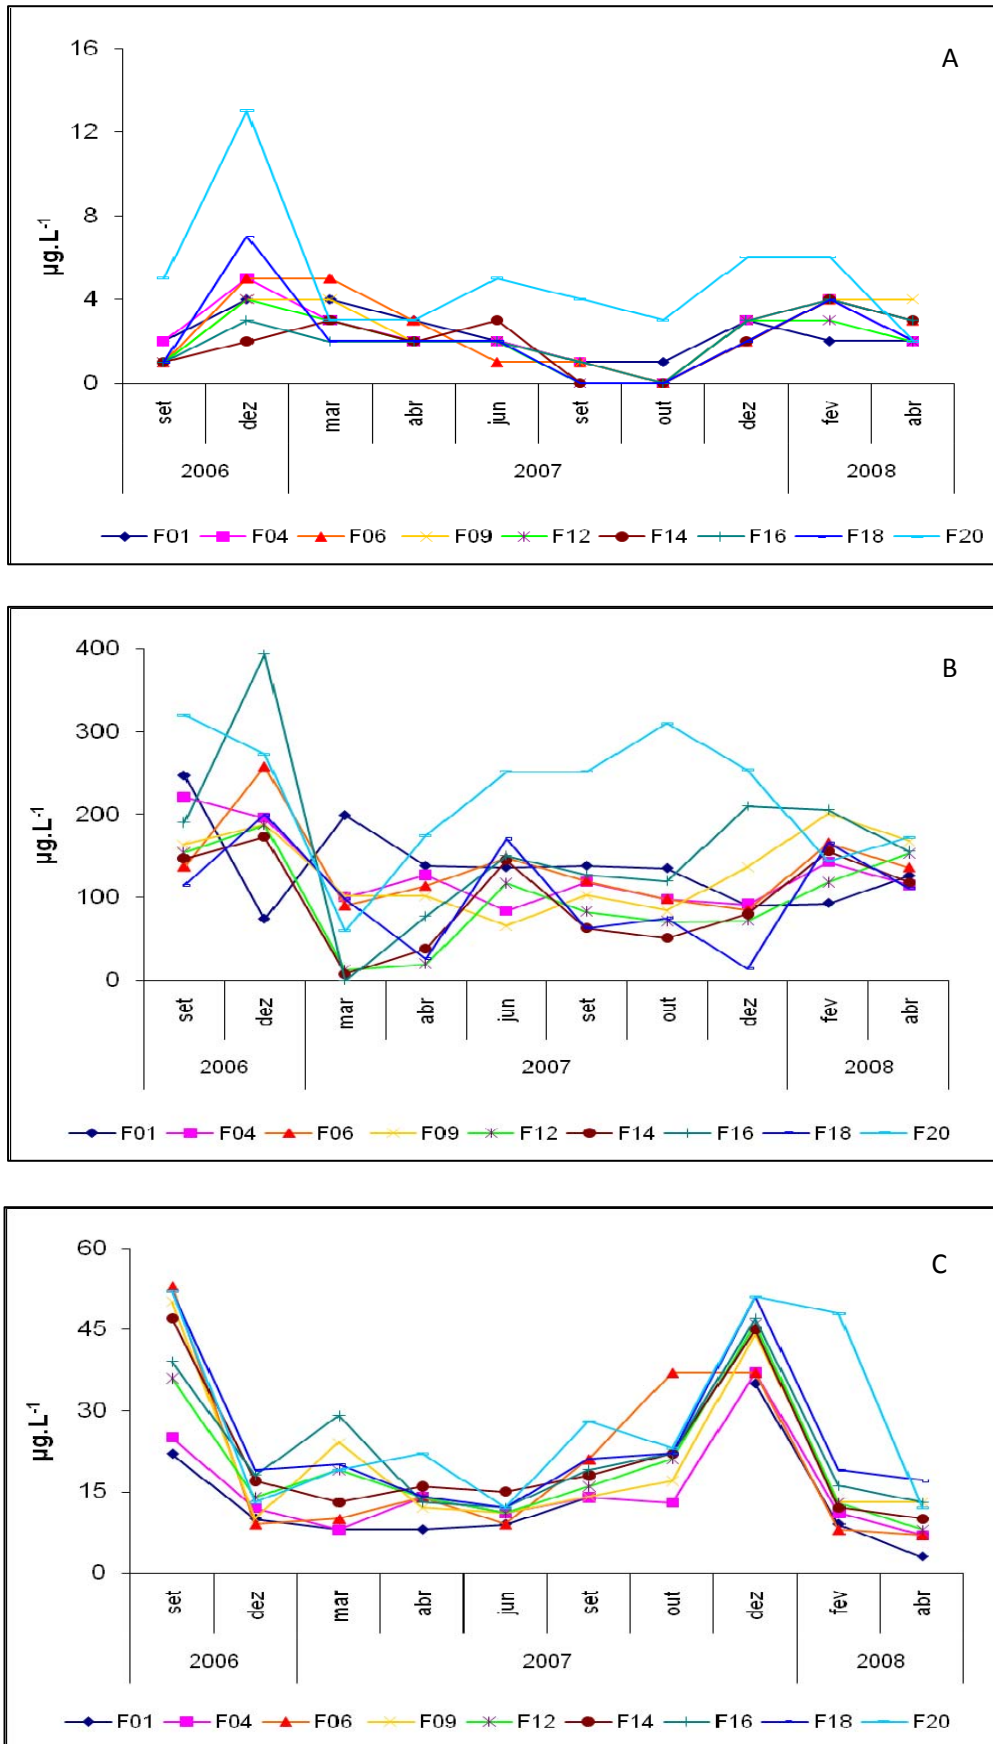 A
16
12
8
4
0
µg.L-1
set dez mar abr jun set out dez fev abr
2006 2007 2008
F01 F04 F06 F09 F12 F14 F16 F18 F20
B
400
300
200
100
0
µg.L-1
set dez mar abr jun set out dez fev abr
2006 2007 2008
F01 F04 F06 F09 F12 F14 F16 F18 F20
C
60
45
30
15
0
µg.L-1
set dez mar abr jun set out dez fev abr
2006 2007 2008
F01 F04 F06 F09 F12 F14 F16 F18 F20